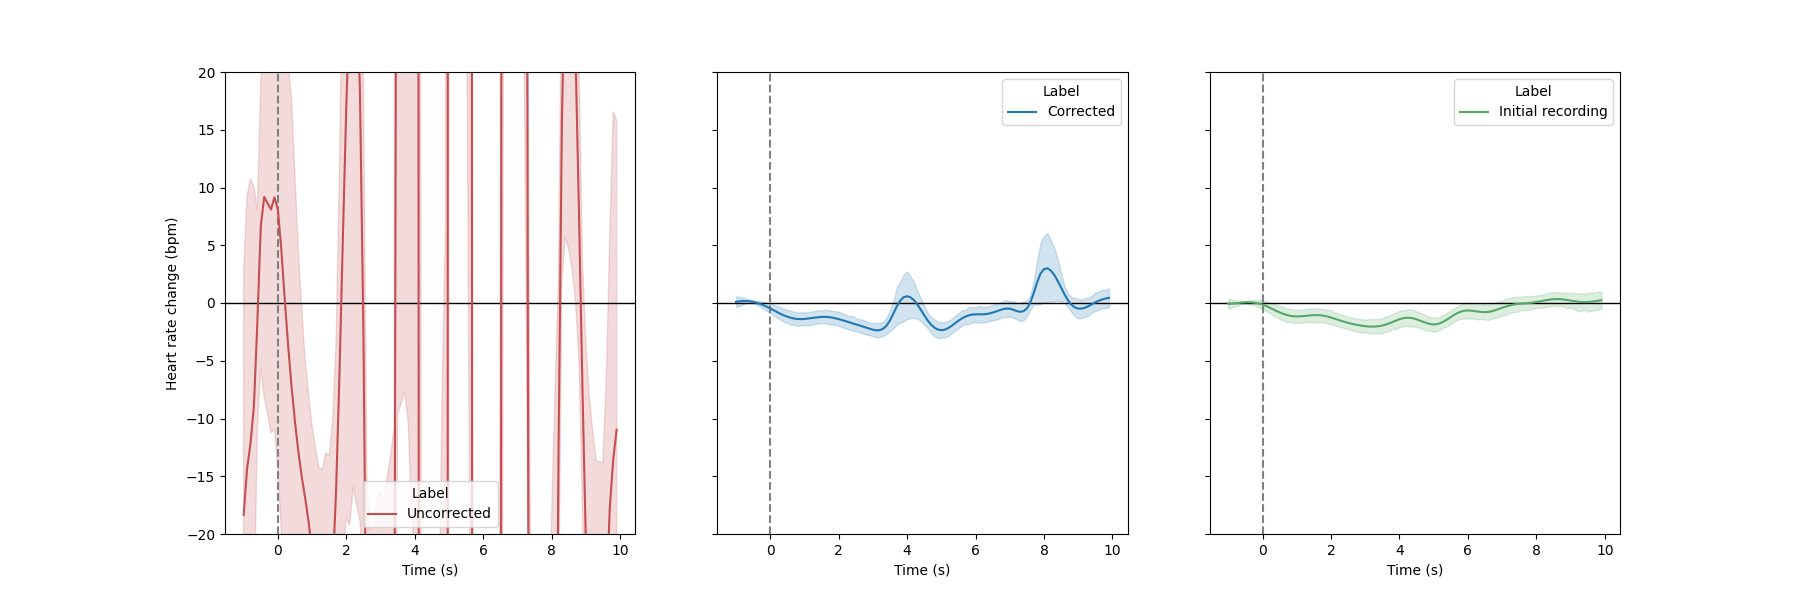 Heart rate change (bpm)
20
15
10
5
0
−5
−10
−15
−20
Label
Uncorrected
0 2 4 6 8 10
Time (s)
Label
Corrected
0 2 4 6 8 10
Time (s)
Label
Initial recording
0 2 4 6 8 10
Time (s)